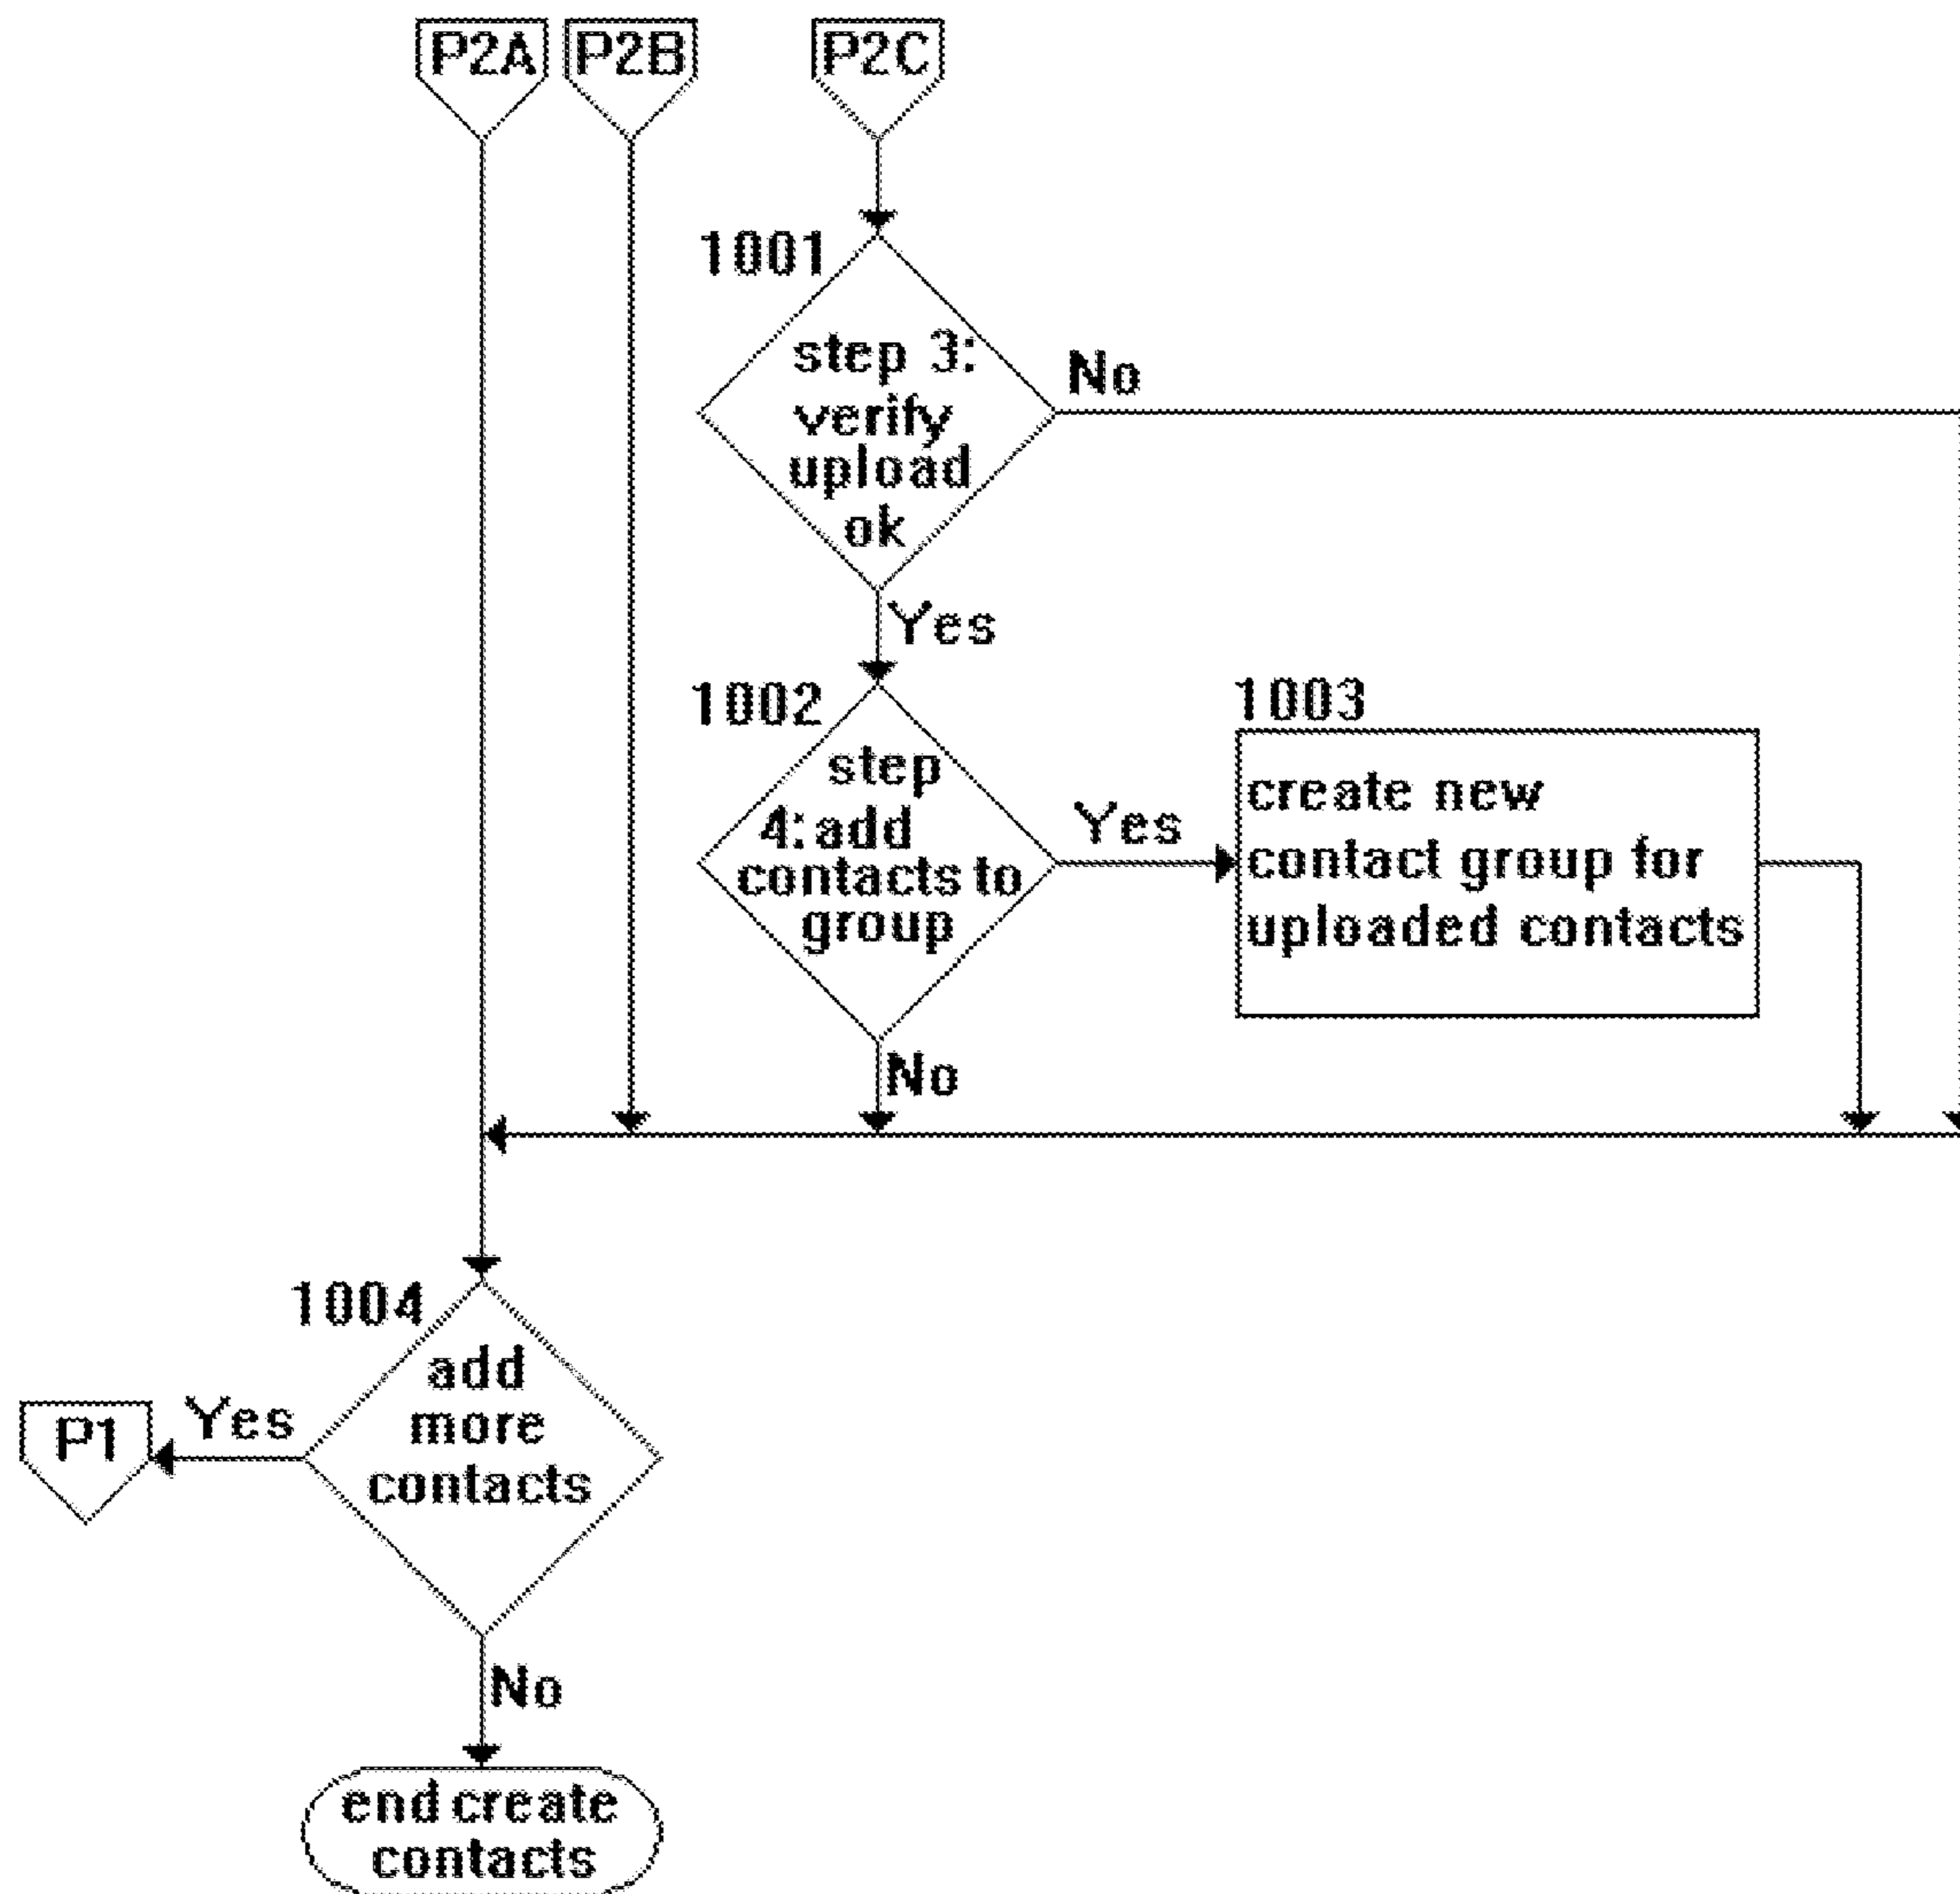 P2A P2B P2C
1001
step 3:
verify
upload
ok
No
Yes
1002
step
4: add
contacts to
group
Yes
1003
create new
contact group for
uploaded contacts
No
1004
add
more
contacts
Yes
P1
No
end create
contacts